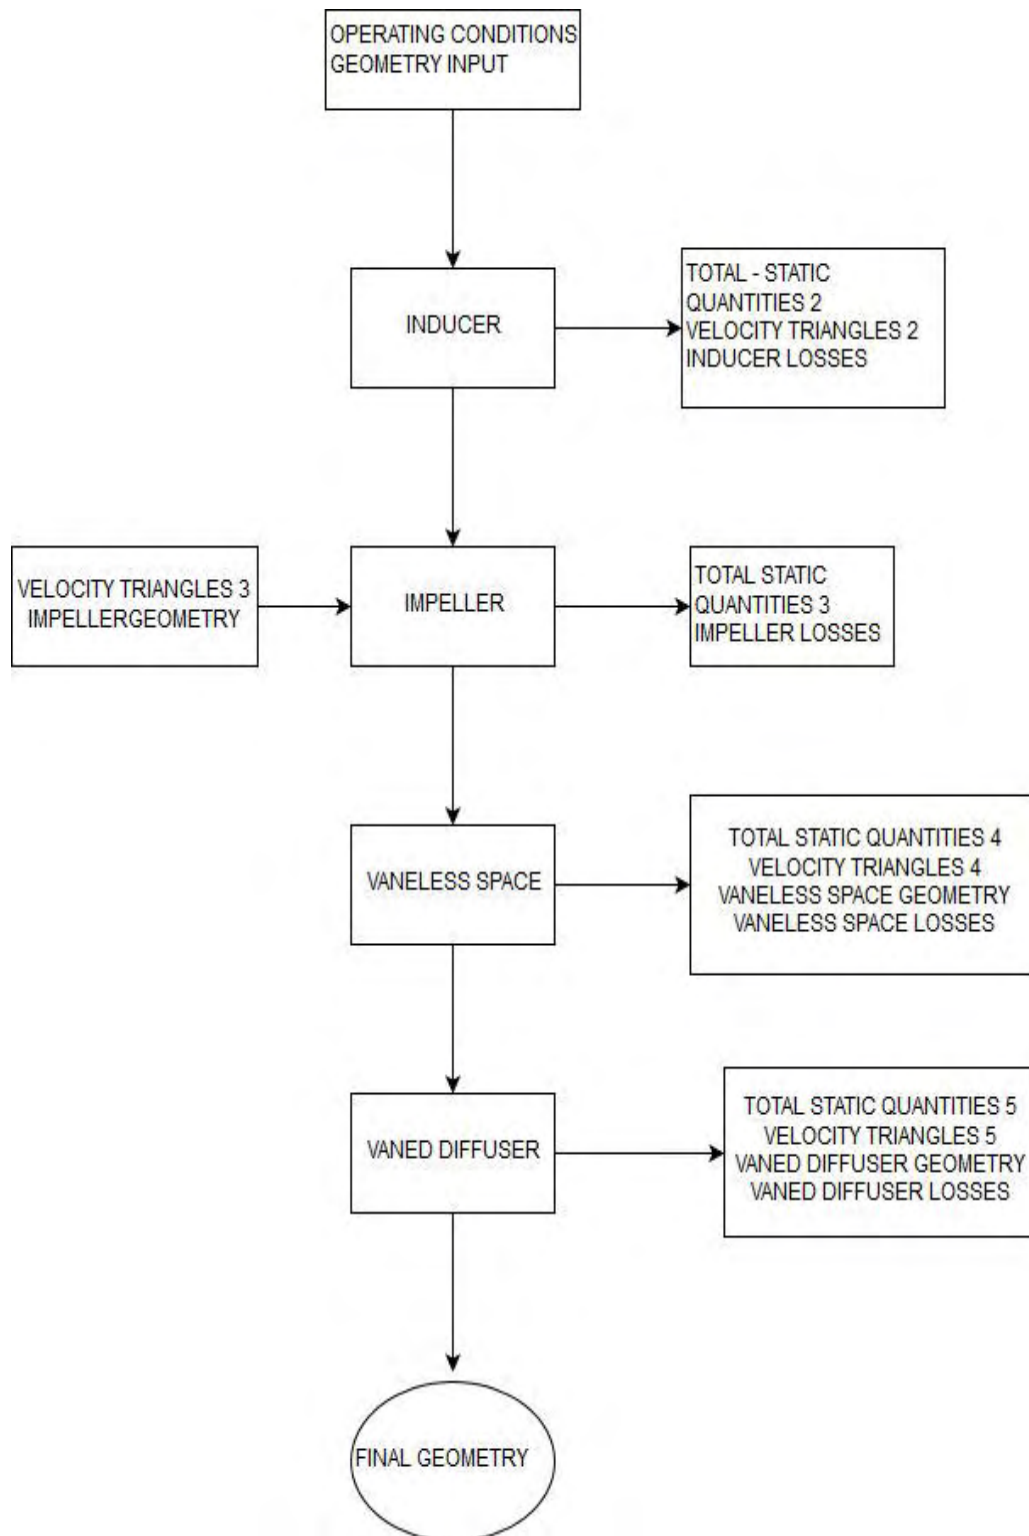 OPERATING CONDITIONS
GEOMETRY INPUT
INDUCER
TOTAL - STATIC
QUANTITIES 2
VELOCITY TRIANGLES 2
INDUCER LOSSES
VELOCITY TRIANGLES 3
IMPELLERGEOMETRY
IMPELLER
TOTAL STATIC
QUANTITIES 3
IMPELLER LOSSES
VANELESS SPACE
TOTAL STATIC QUANTITIES 4
VELOCITY TRIANGLES 4
VANELESS SPACE GEOMETRY
VANELESS SPACE LOSSES
VANED DIFFUSER
TOTAL STATIC QUANTITIES 5
VELOCITY TRIANGLES 5
VANED DIFFUSER GEOMETRY
VANED DIFFUSER LOSSES
FINAL GEOMETRY